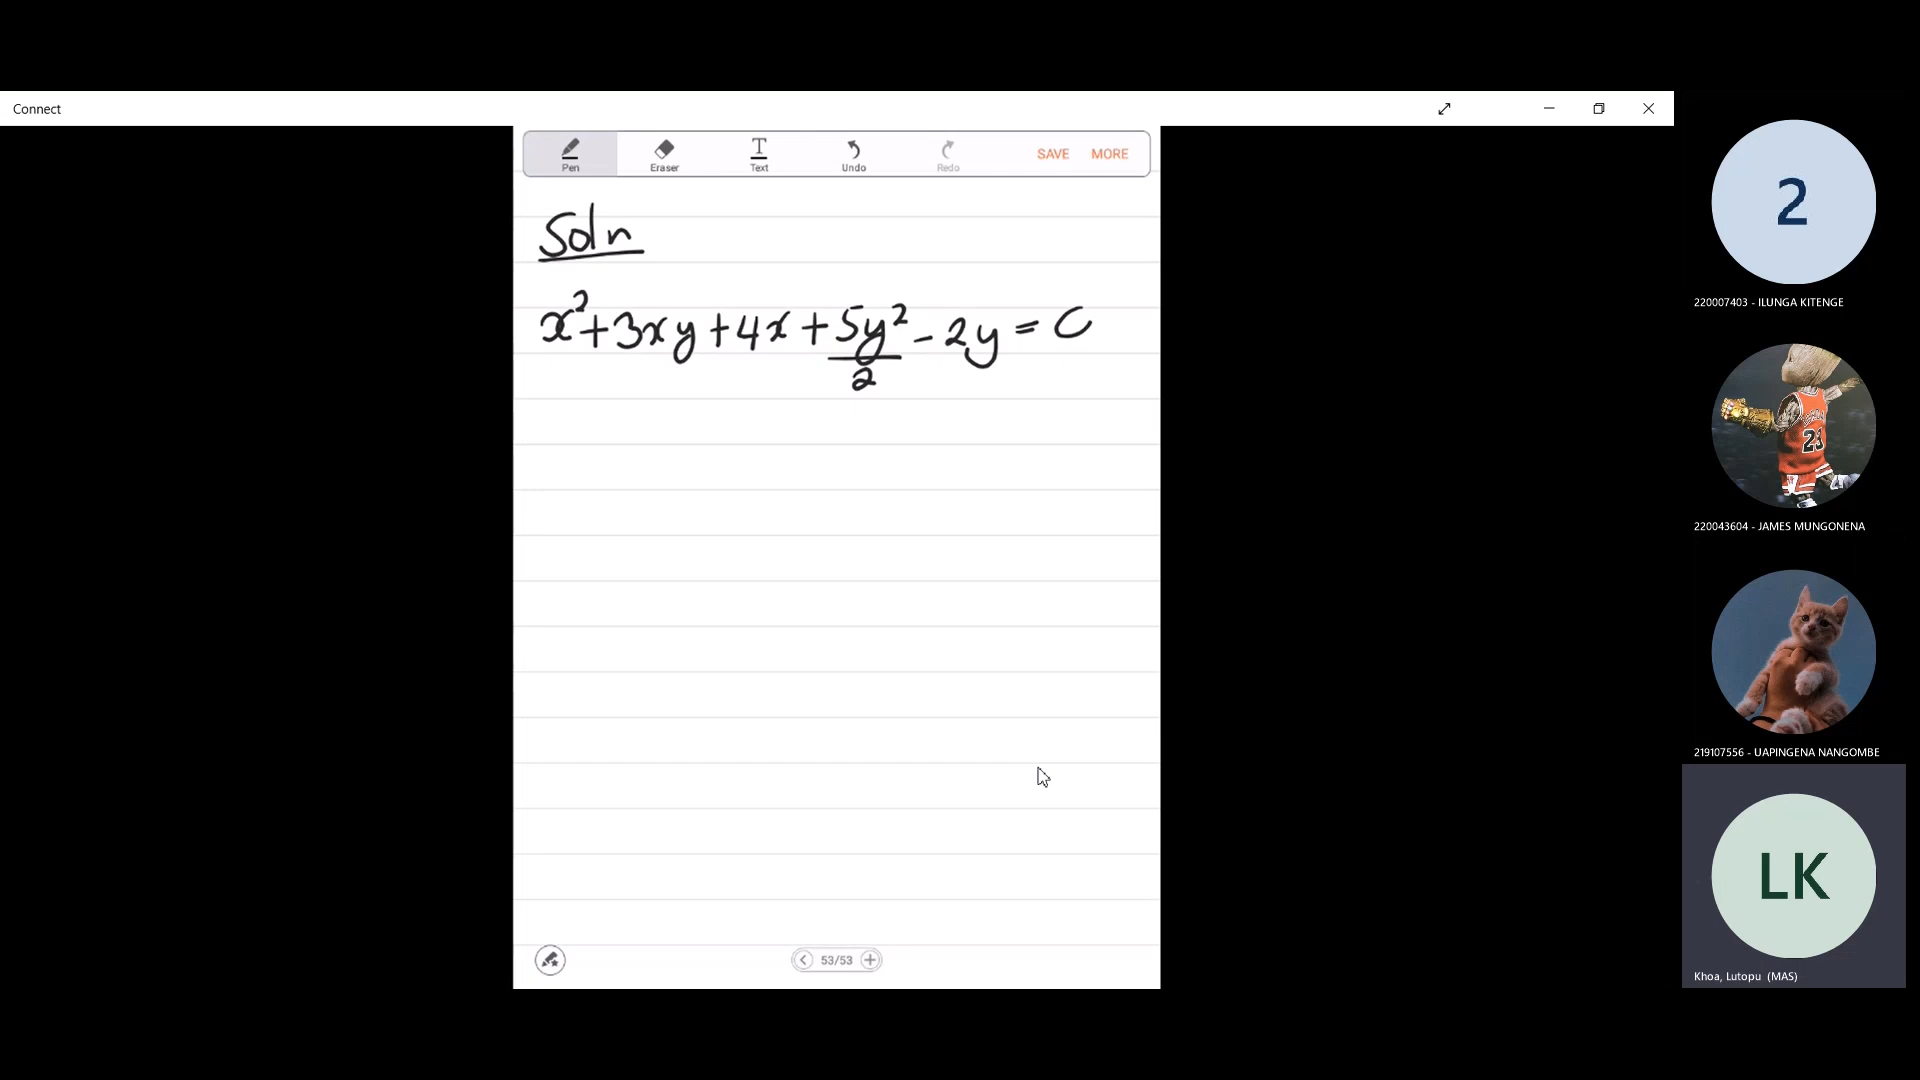 Connect
Pen
Eraser
Text
Undo
Redo
SAVE
MORE
Soln
x² + 3xy + 4x + 5y²/2 - 2y = C
53/53
2
220007403 - ILUNGA KITENGE
23
220043604 - JAMES MUNGONENA
219107556 - UAPINGENA NANGOMBE
LK
Khoa, Lutopu (MAS)